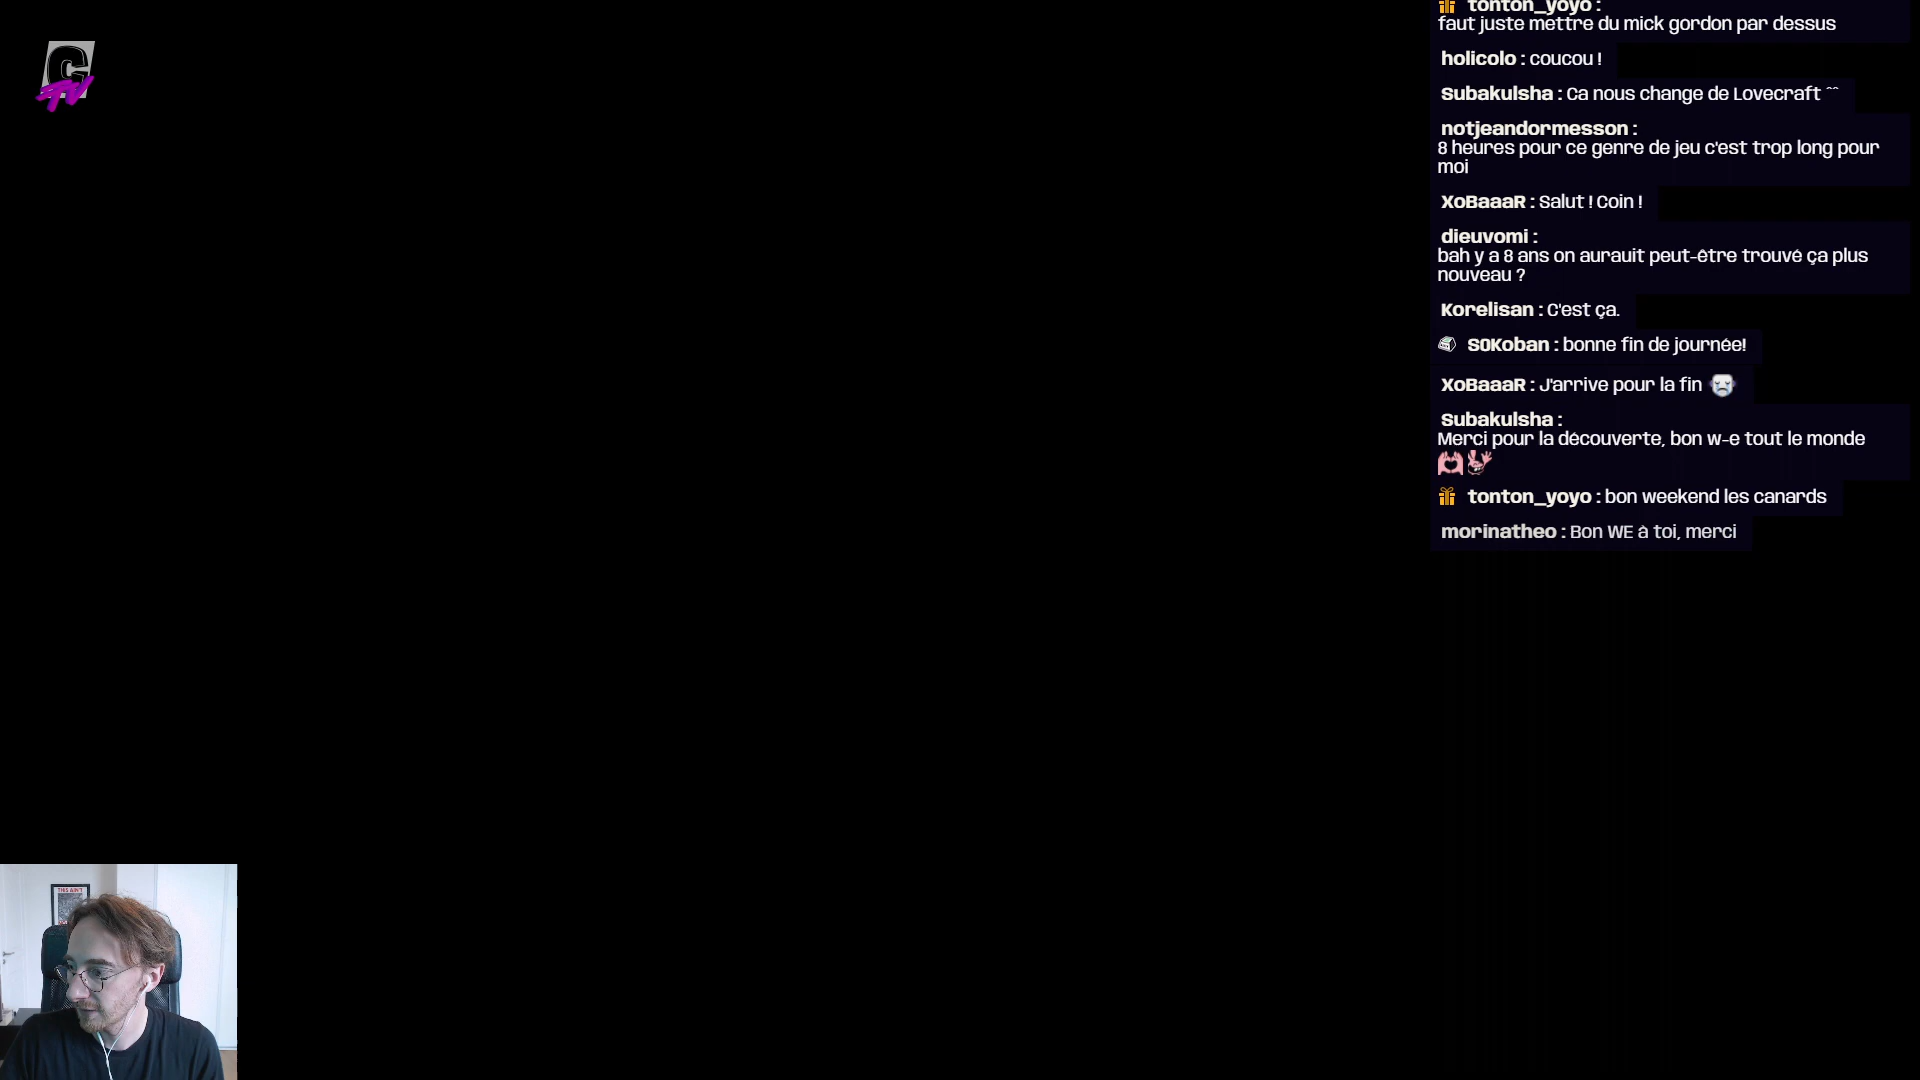 C
TV
tonton_yoyo :
faut juste mettre du mick gordon par dessus
holicolo : coucou !
Subakulsha : Ca nous change de Lovecraft ^^
notjeandormesson :
8 heures pour ce genre de jeu c'est trop long pour
moi
XoBaaaR : Salut ! Coin !
dieuvomi :
bah y a 8 ans on aurauit peut-être trouvé ça plus
nouveau ?
Korelisan : C'est ça.
S0Koban : bonne fin de journée!
XoBaaaR : J'arrive pour la fin
Subakulsha :
Merci pour la découverte, bon w-e tout le monde
tonton_yoyo : bon weekend les canards
morinatheo : Bon WE à toi, merci
THIS AIN'T